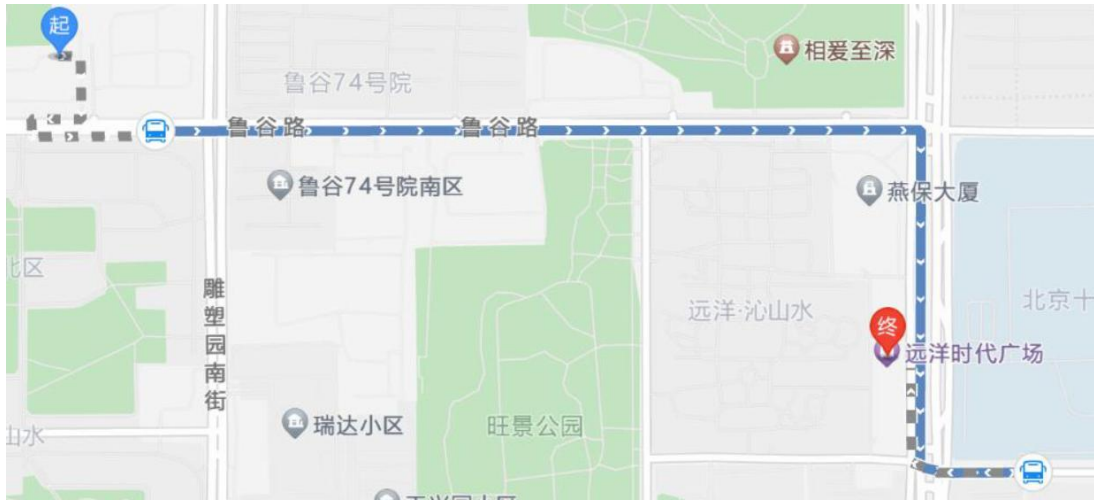 起
相爱至深
鲁谷74号院
鲁谷路
鲁谷路
鲁谷74号院南区
燕保大厦
北区
雕塑园南街
远洋·沁山水
北京十
终
远洋时代广场
瑞达小区
旺景公园
山水